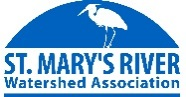 ST. MARY'S RIVER
Watershed Association